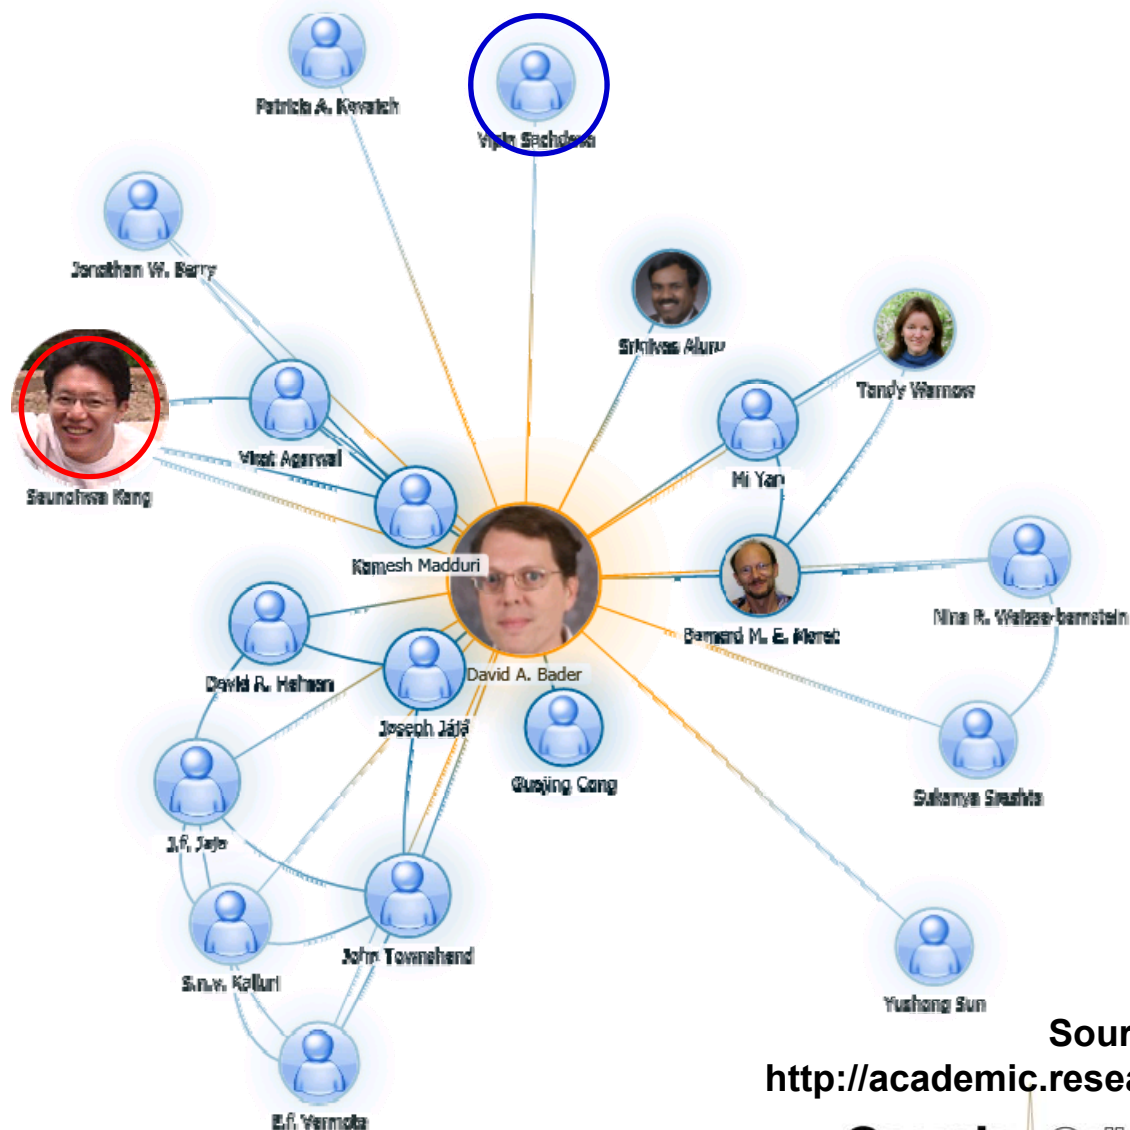 Patricia A. Kovatch
Vipin Sachdeva
Jonathan W. Berry
Srinivas Aluru
Tandy Warnow
Virat Agarwal
Mi Yan
Seunghwa Kang
Kamesh Madduri
Nina R. Weisse-bernstein
Bernard M. E. Moret
David A. Bader
David R. Helman
Joseph Jájá
Guojing Cong
Sukanya
J.f. Jaja
John Townshend
S.n.v. Kalluri
Yushong Sun
Sour
http://academic.resea
E.f. Vermote